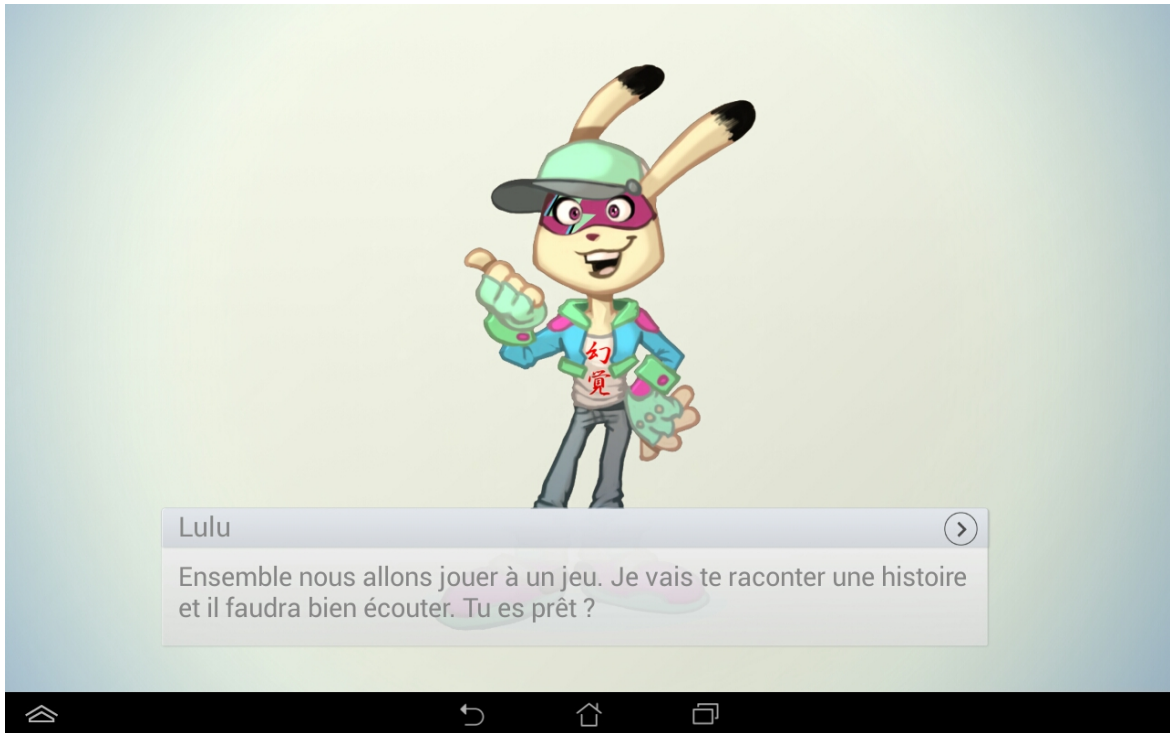 幻
覚
Lulu
Ensemble nous allons jouer à un jeu. Je vais te raconter une histoire
et il faudra bien écouter. Tu es prêt ?